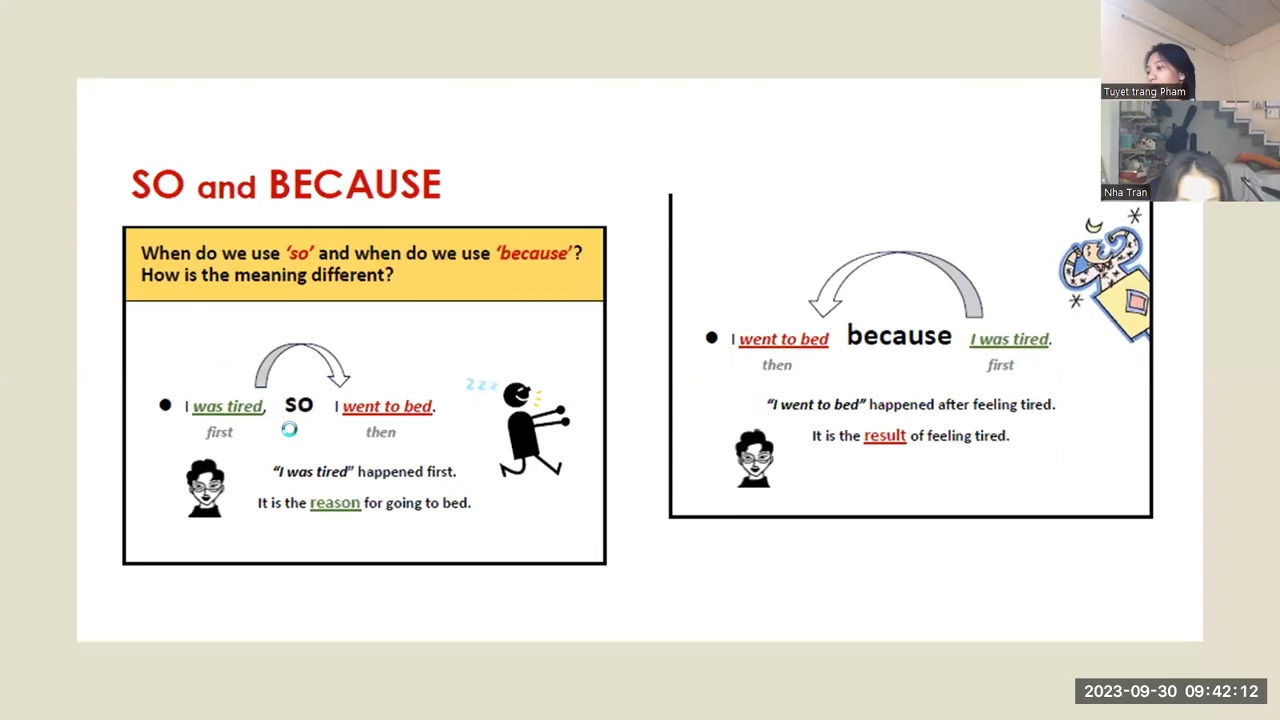 SO and BECAUSE
When do we use ‘so’ and when do we use ‘because’?
How is the meaning different?
I was tired, so I went to bed.
first then
“I was tired” happened first.
It is the reason for going to bed.
zzz
I went to bed because I was tired.
then first
“I went to bed” happened after feeling tired.
It is the result of feeling tired.
Tuyet trang Pham
Nha Tran
2023-09-30 09:42:12